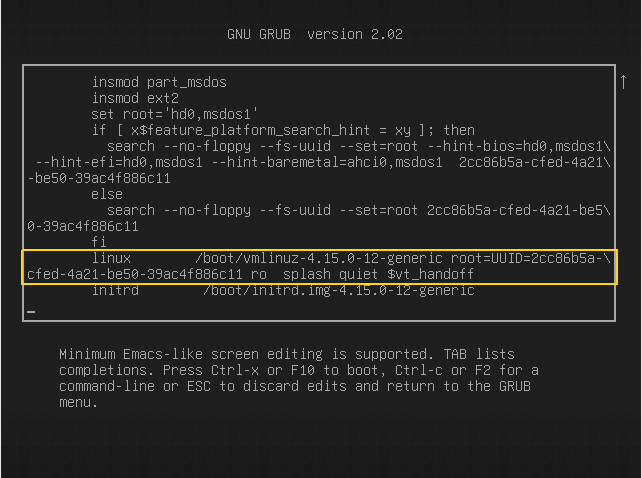 GNU GRUB  version 2.02
insmod part_msdos
insmod ext2
set root='hd0,msdos1'
if [ x$feature_platform_search_hint = xy ]; then
search --no-floppy --fs-uuid --set=root --hint-bios=hd0,msdos1\
--hint-efi=hd0,msdos1 --hint-baremetal=ahci0,msdos1  2cc86b5a-cfed-4a21\
-be50-39ac4f886c11
else
search --no-floppy --fs-uuid --set=root 2cc86b5a-cfed-4a21-be5\
0-39ac4f886c11
fi
linux        /boot/vmlinuz-4.15.0-12-generic root=UUID=2cc86b5a-\
cfed-4a21-be50-39ac4f886c11 ro  splash quiet $vt_handoff
initrd        /boot/initrd.img-4.15.0-12-generic
Minimum Emacs-like screen editing is supported. TAB lists
completions. Press Ctrl-x or F10 to boot, Ctrl-c or F2 for a
command-line or ESC to discard edits and return to the GRUB
menu.